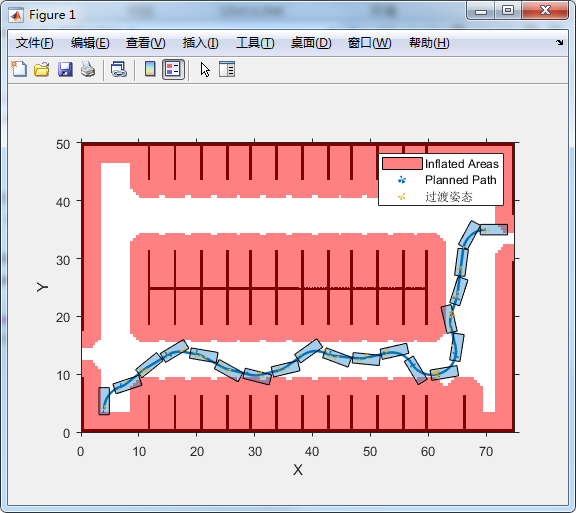 Figure 1
文件(F) 编辑(E) 查看(V) 插入(I) 工具(T) 桌面(D) 窗口(W) 帮助(H)
50
40
30
20
10
0
Y
Inflated Areas
Planned Path
过渡姿态
0 10 20 30 40 50 60 70
X